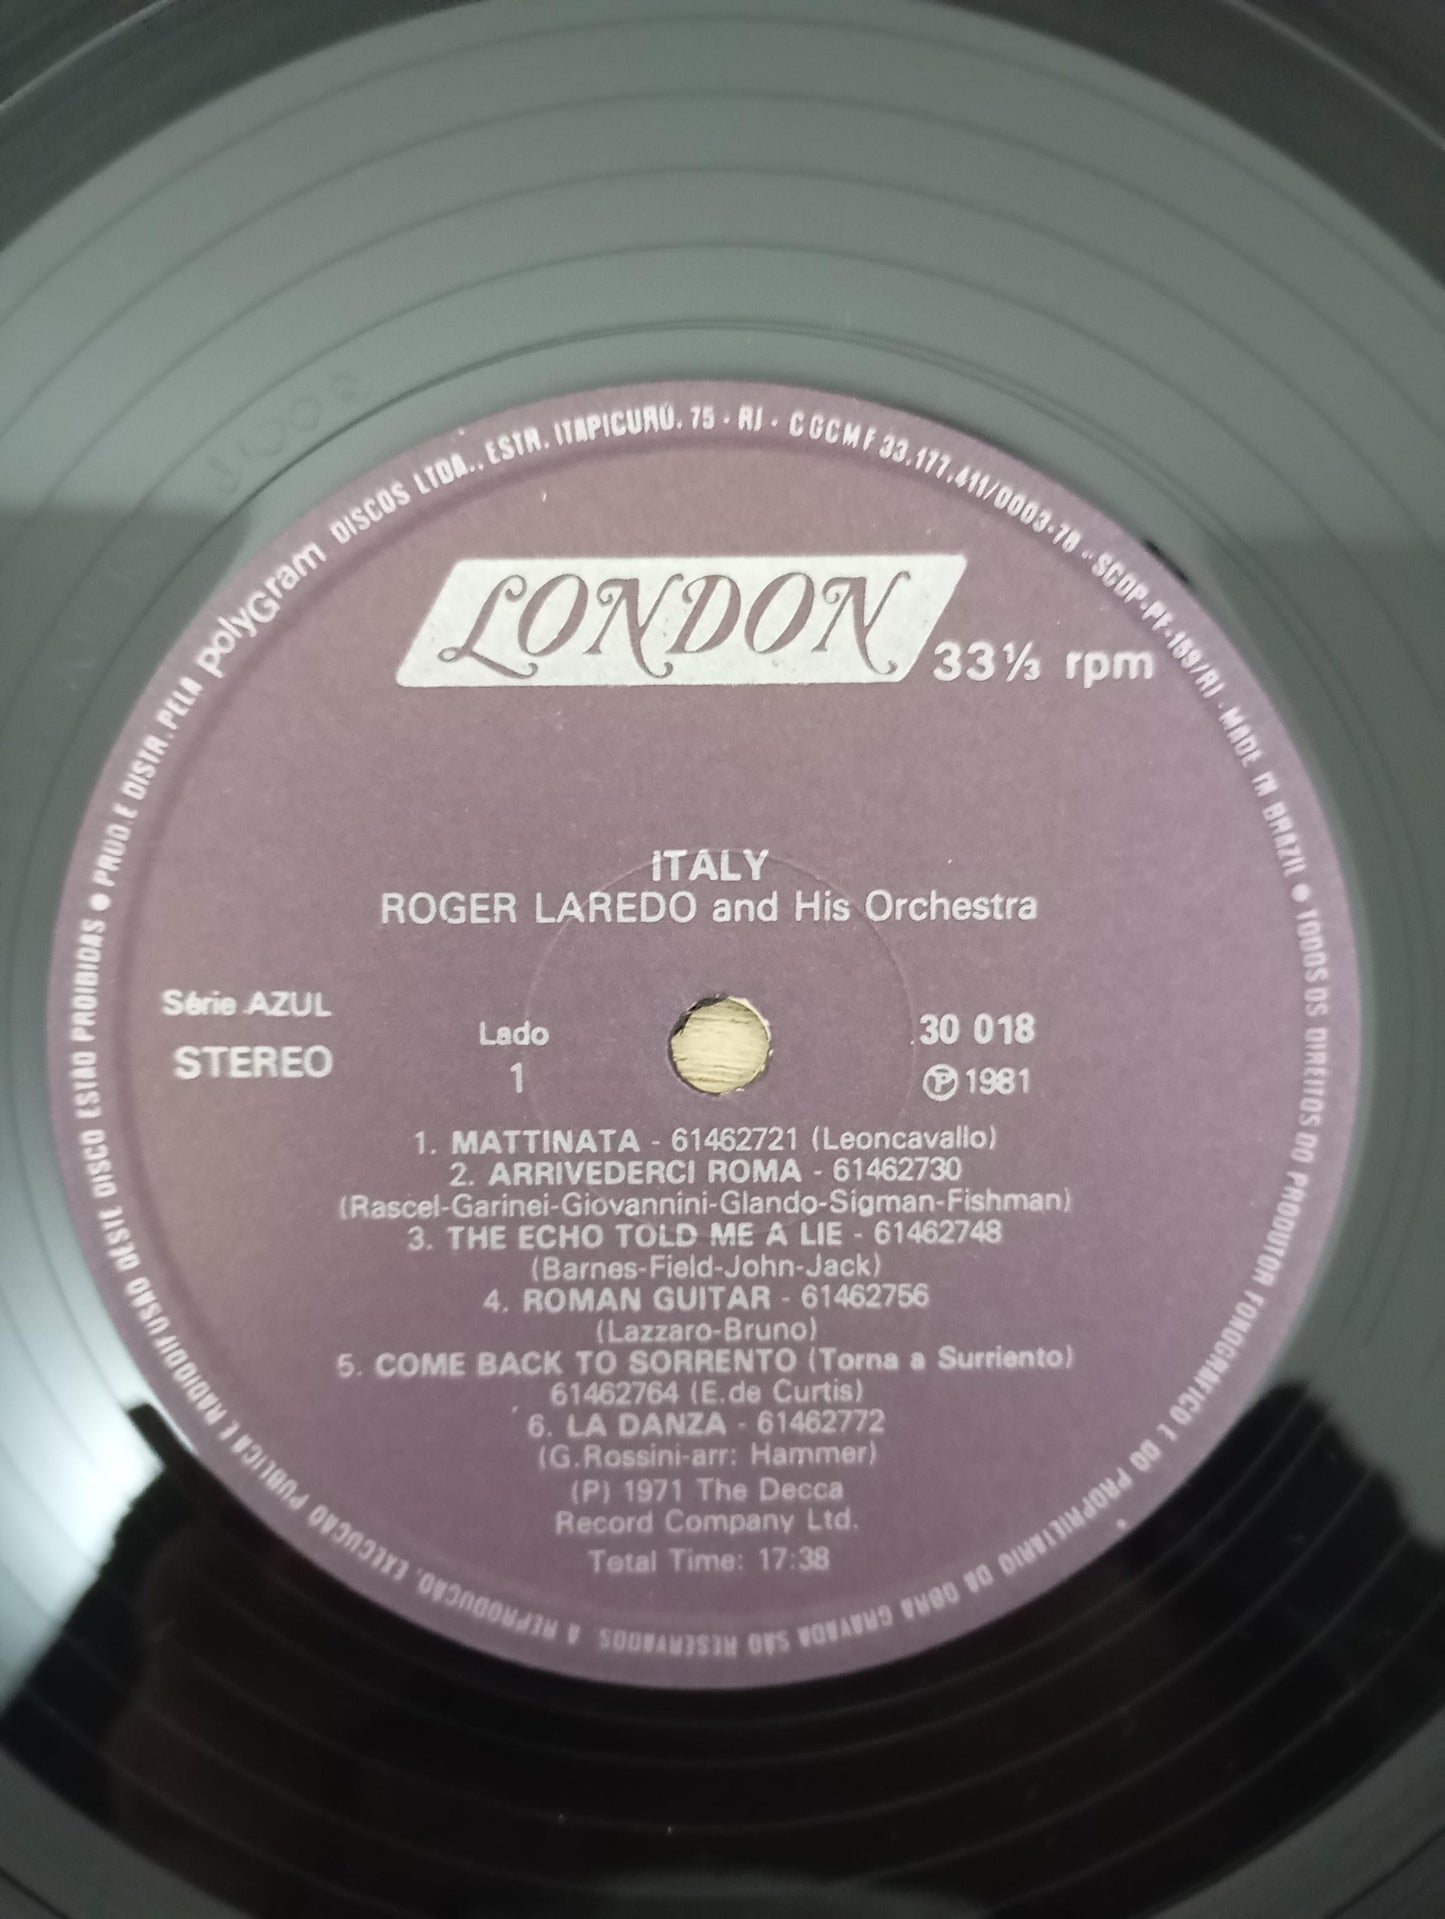 PROD. E DISTR. PELA polyGram DISCOS LTDA., ESTR. ITAPICURÚ, 75 - RJ - CGCMF 33.177.411/0003-78 - SCDP-PF-189/RJ - MADE IN BRAZIL ● TODOS OS DIREITOS DO PRODUTOR FONOGRÁFICO E DO PROPRIETÁRIO DA OBRA GRAVADA SÃO RESERVADOS A REPRODUÇÃO, EXECUÇÃO PÚBLICA E RADIODIFUSÃO DESTE DISCO ESTÃO PROIBIDAS ●
LONDON
33 1/3 rpm
ITALY
ROGER LAREDO and His Orchestra
Série AZUL
STEREO
Lado
1
30 018
Ⓟ 1981
1. MATTINATA - 61462721 (Leoncavallo)
2. ARRIVEDERCI ROMA - 61462730
(Rascel-Garinei-Giovannini-Glando-Sigman-Fishman)
3. THE ECHO TOLD ME A LIE - 61462748
(Barnes-Field-John-Jack)
4. ROMAN GUITAR - 61462756
(Lazzaro-Bruno)
5. COME BACK TO SORRENTO (Torna a Surriento)
61462764 (E.de Curtis)
6. LA DANZA - 61462772
(G.Rossini-arr: Hammer)
(P) 1971 The Decca
Record Company Ltd.
Total Time: 17:38